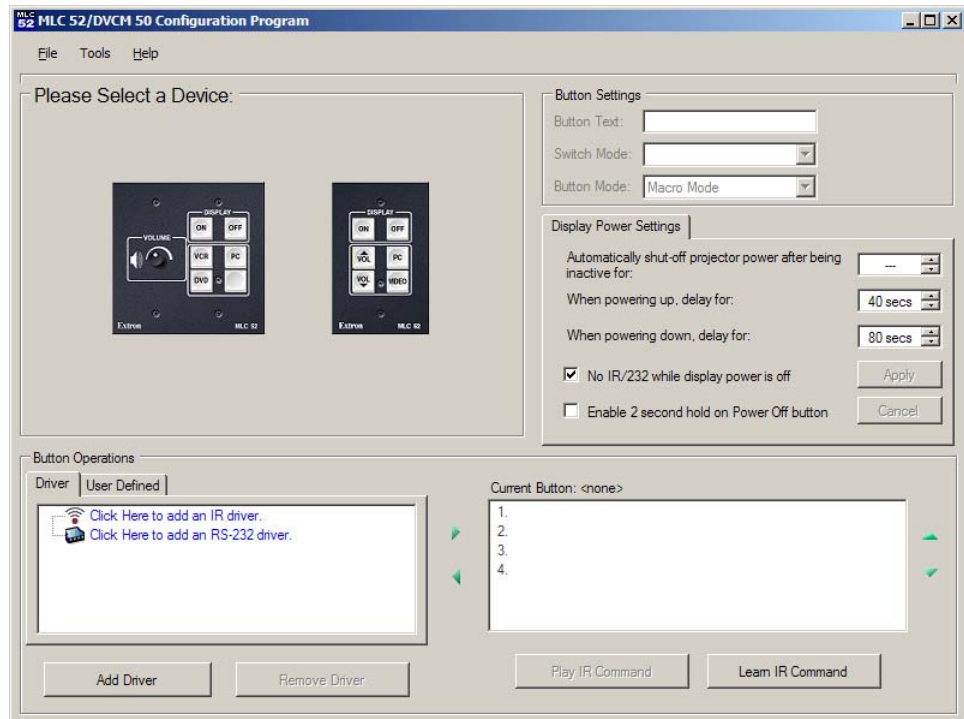 MLC 52
MLC 52/DVCM 50 Configuration Program
File Tools Help
Please Select a Device:
DISPLAY
ON OFF
VOLUME
VCR PC
DVD
Extron MLC 52
DISPLAY
ON OFF
VOL PC
VOL VIDEO
Extron MLC 52
Button Settings
Button Text:
Switch Mode:
Button Mode: Macro Mode
Display Power Settings
Automatically shut-off projector power after being
inactive for: ---
When powering up, delay for: 40 secs
When powering down, delay for: 80 secs
No IR/232 while display power is off Apply
Enable 2 second hold on Power Off button Cancel
Button Operations
Driver User Defined
Click Here to add an IR driver.
Click Here to add an RS-232 driver.
Current Button: <none>
1.
2.
3.
4.
Add Driver Remove Driver
Play IR Command Learn IR Command